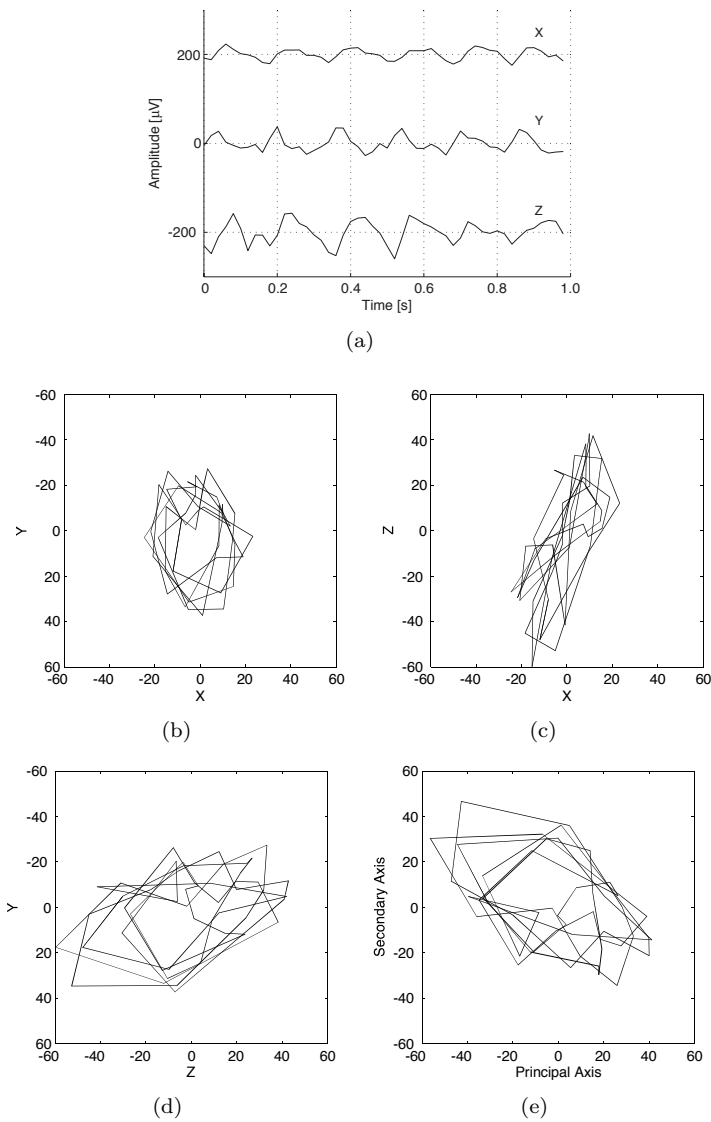 X
200
Y
Amplitude [µV]
0
Z
-200
0 0.2 0.4 0.6 0.8 1.0
Time [s]
(a)
-60
-40
-20
Y
0
20
40
60
-60 -40 -20 0 20 40 60
X
(b)
60
40
20
Z
0
-20
-40
-60
-60 -40 -20 0 20 40 60
X
(c)
-60
-40
-20
Y
0
20
40
60
-60 -40 -20 0 20 40 60
Z
(d)
60
40
20
Secondary Axis
0
-20
-40
60
-60 -40 -20 0 20 40 60
Principal Axis
(e)